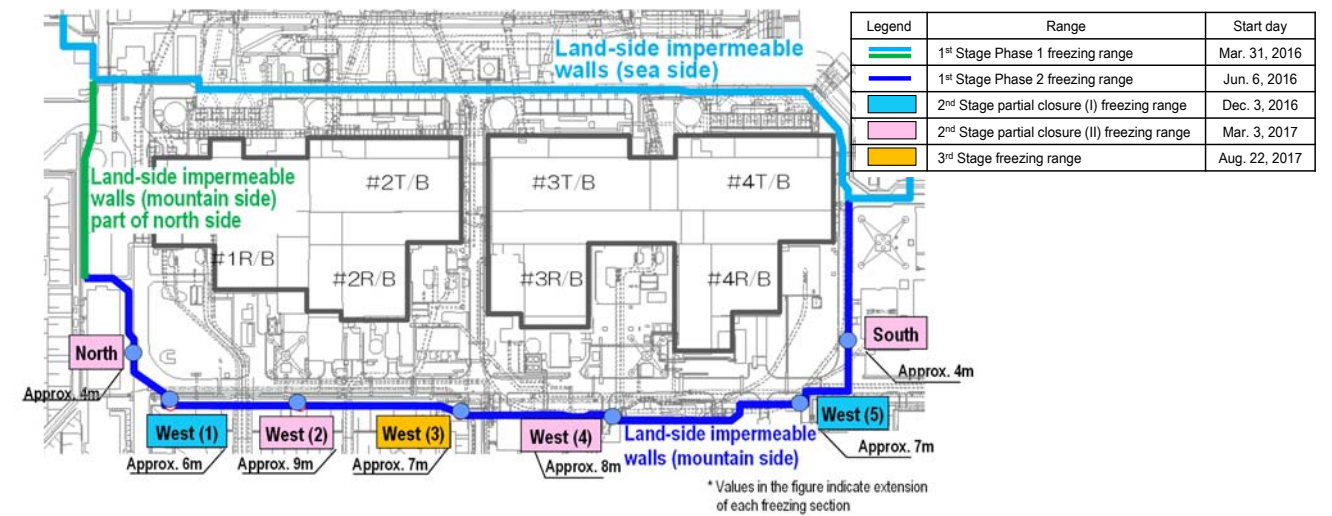 Land-side impermeable
walls (sea side)
Legend Range Start day
1st Stage Phase 1 freezing range Mar. 31, 2016
1st Stage Phase 2 freezing range Jun. 6, 2016
2nd Stage partial closure (I) freezing range Dec. 3, 2016
2nd Stage partial closure (II) freezing range Mar. 3, 2017
3rd Stage freezing range Aug. 22, 2017
Land-side impermeable
walls (mountain side)
part of north side
#2T/B
#3T/B
#4T/B
#1R/B
#2R/B
#3R/B
#4R/B
North
Approx. 4m
South
Approx. 4m
West (1)
Approx. 6m
West (2)
Approx. 9m
West (3)
Approx. 7m
West (4)
Approx. 8m
West (5)
Approx. 7m
Land-side impermeable
walls (mountain side)
* Values in the figure indicate extension
of each freezing section